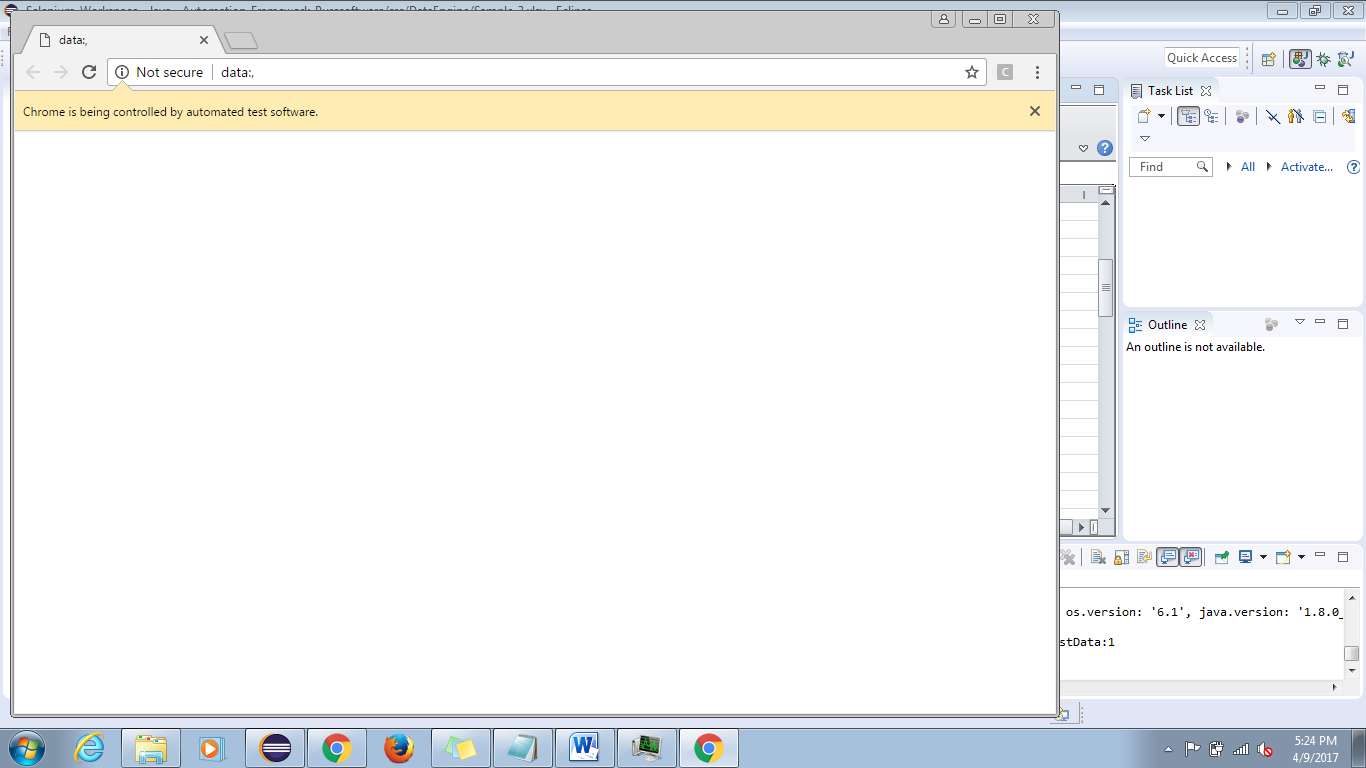 data:,
Not secure data:,
Chrome is being controlled by automated test software.
Quick Access
Task List
Find All Activate...
I
Outline
An outline is not available.
os.version: '6.1', java.version: '1.8.0_
stData:1
5:24 PM
4/9/2017